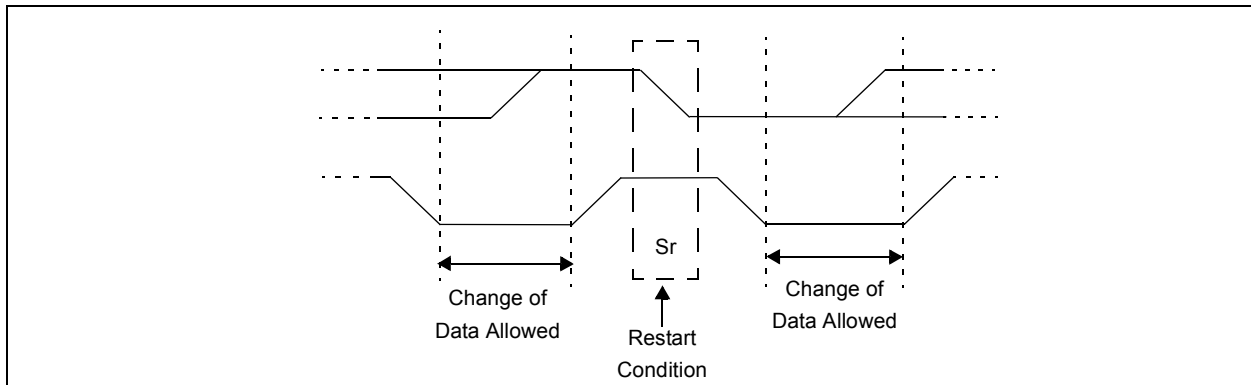 Sr
Change of
Data Allowed
Restart
Condition
Change of
Data Allowed